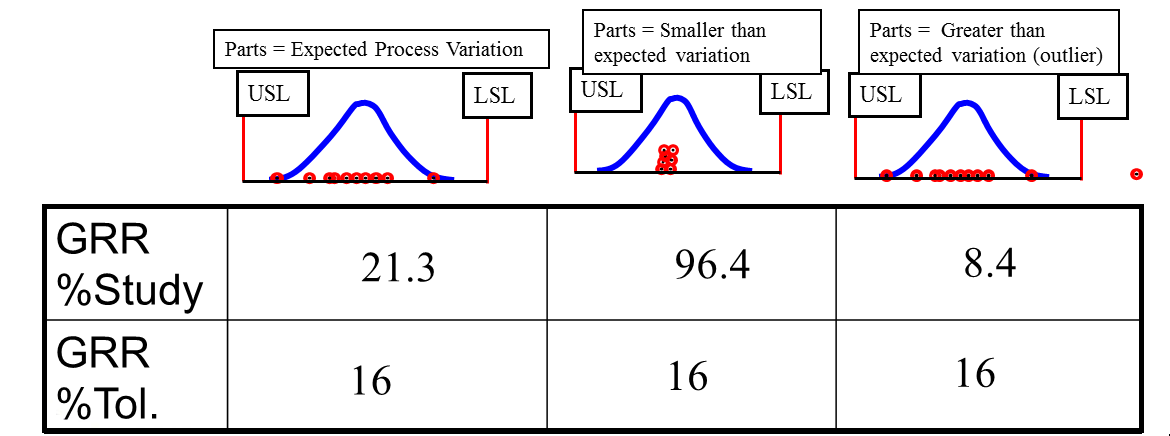 Parts = Expected Process Variation
Parts = Smaller than
expected variation
Parts = Greater than
expected variation (outlier)
USL
LSL
USL
LSL
USL
LSL
GRR
%Study
21.3
96.4
8.4
GRR
%Tol.
16
16
16